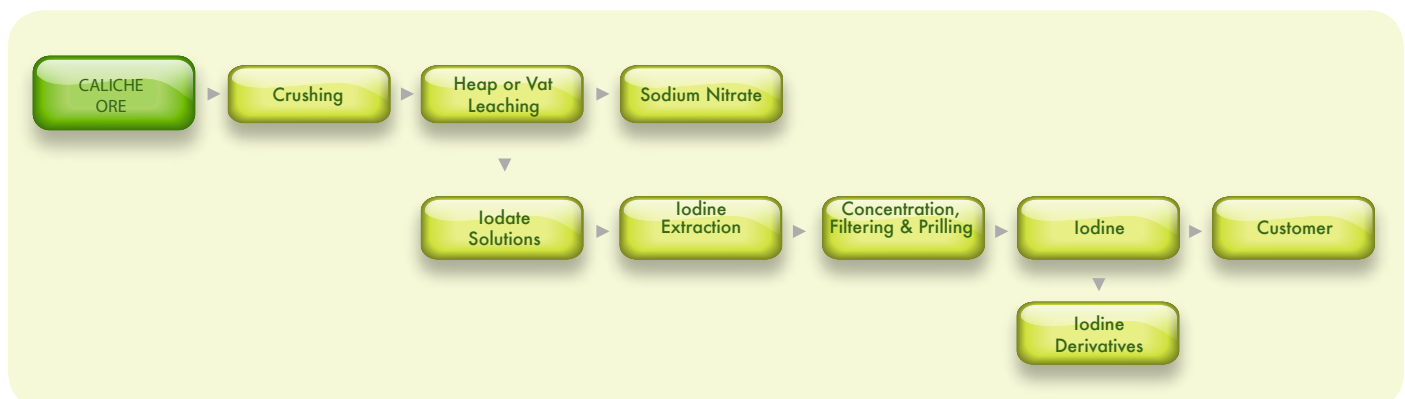 CALICHE
ORE
Crushing
Heap or Vat
Leaching
Sodium Nitrate
Iodate
Solutions
Iodine
Extraction
Concentration,
Filtering & Prilling
Iodine
Customer
Iodine
Derivatives